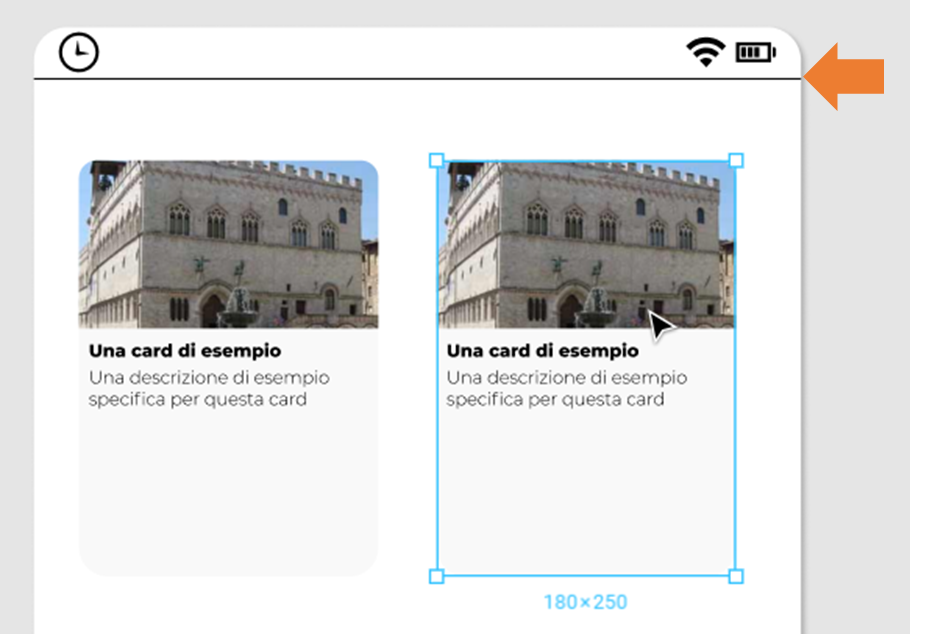 Una card di esempio
Una descrizione di esempio
specifica per questa card
Una card di esempio
Una descrizione di esempio
specifica per questa card
180×250